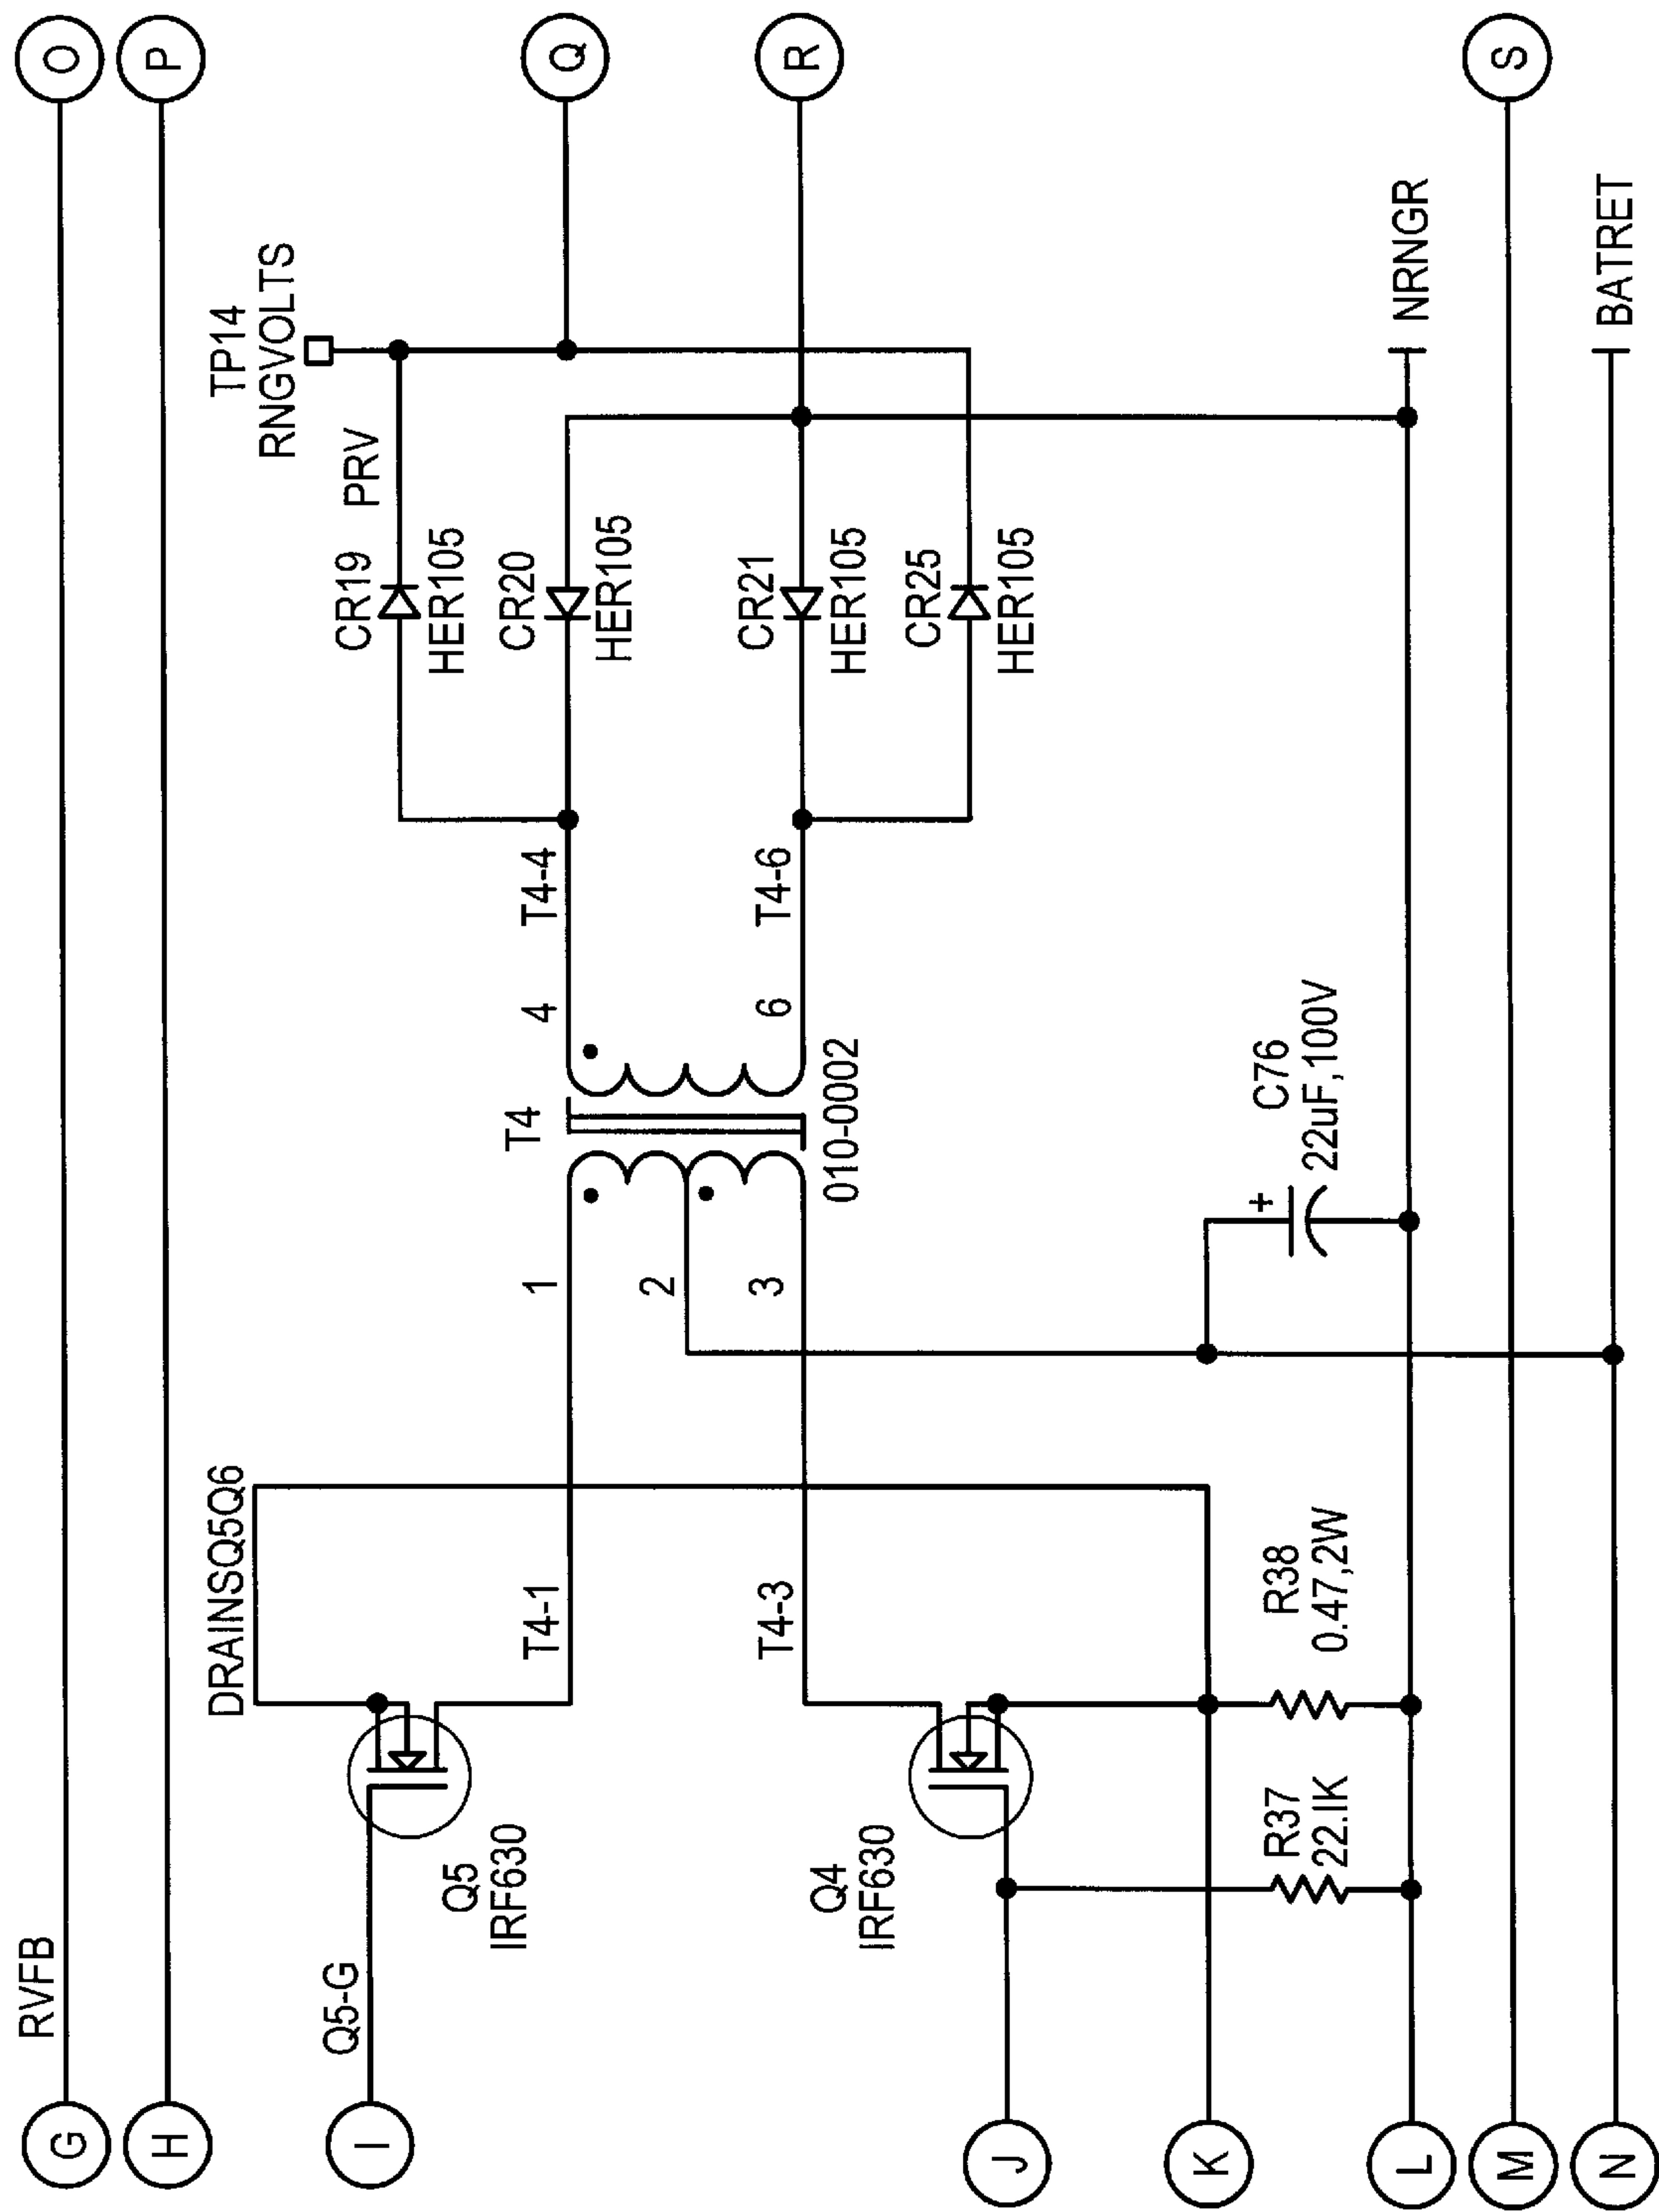 G
RVFB
O
H
P
I
Q5-G
Q5
IRF630
DRAINSQ5Q6
T4-1
1
T4
4
T4-4
CR19
PRV
HER105
CR20
HER105
TP14
RNGVOLTS
Q
J
Q4
IRF630
T4-3
2
3
010-0002
6
T4-6
CR21
HER105
CR25
HER105
R
K
R37
22.IK
R38
0.47,2W
+
C76
22uF,100V
L
NRNGR
M
S
N
BATRET